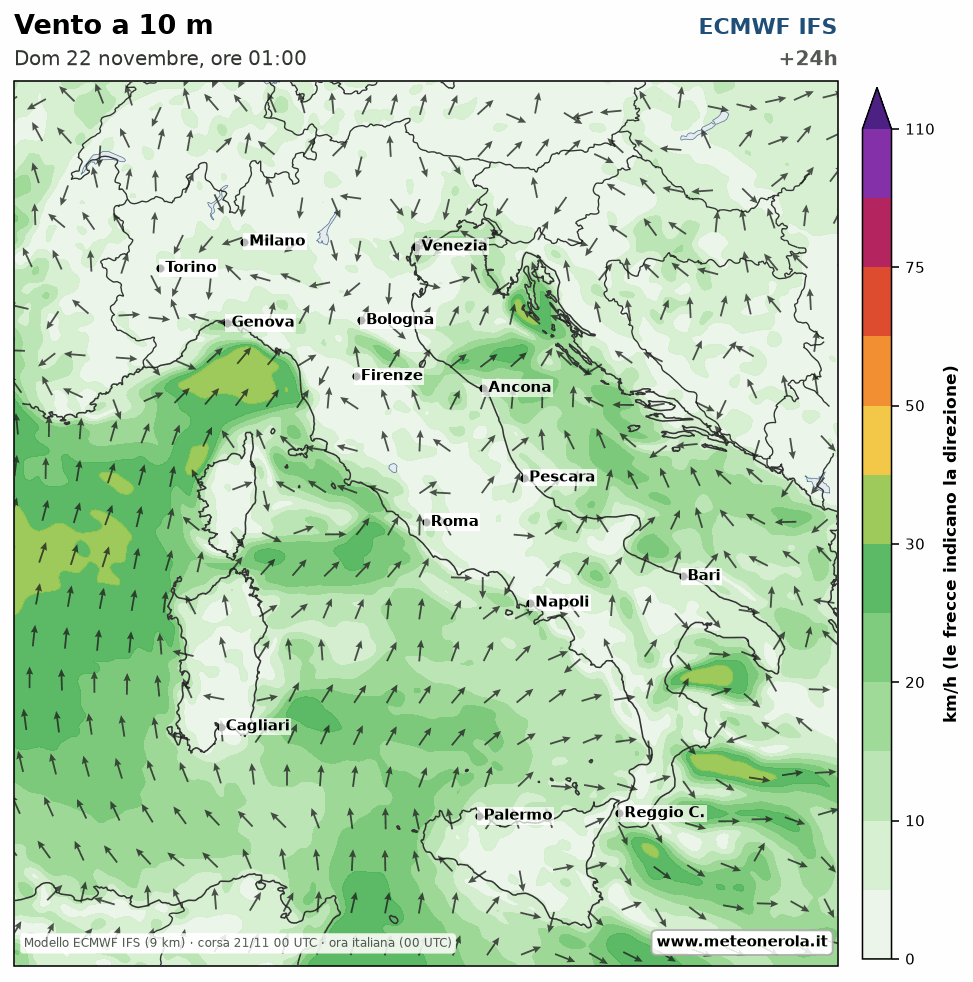 Vento a 10 m
ECMWF IFS
Dom 22 novembre, ore 01:00
+24h
Milano
Venezia
Torino
Genova
Bologna
Firenze
Ancona
Pescara
Roma
Bari
Napoli
Cagliari
Palermo
Reggio C.
Modello ECMWF IFS (9 km) · corsa 21/11 00 UTC · ora italiana (00 UTC)
www.meteonerola.it
110
75
50
30
20
10
0
km/h (le frecce indicano la direzione)